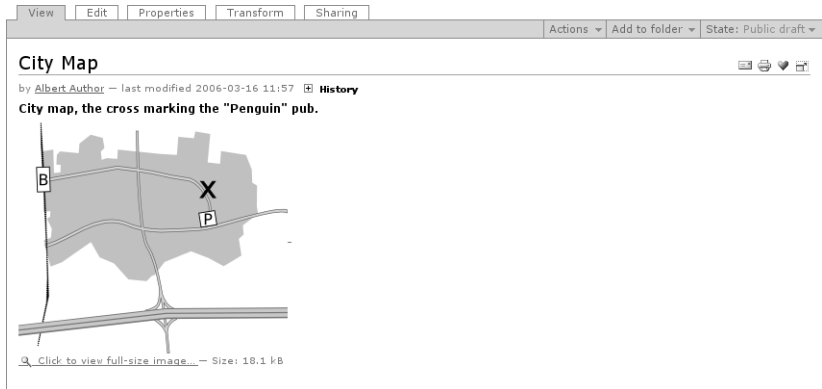 View Edit Properties Transform Sharing
Actions Add to folder State: Public draft
City Map
by Albert Author — last modified 2006-03-16 11:57 History
City map, the cross marking the "Penguin" pub.
B
X
P
Click to view full-size image... — Size: 18.1 kB